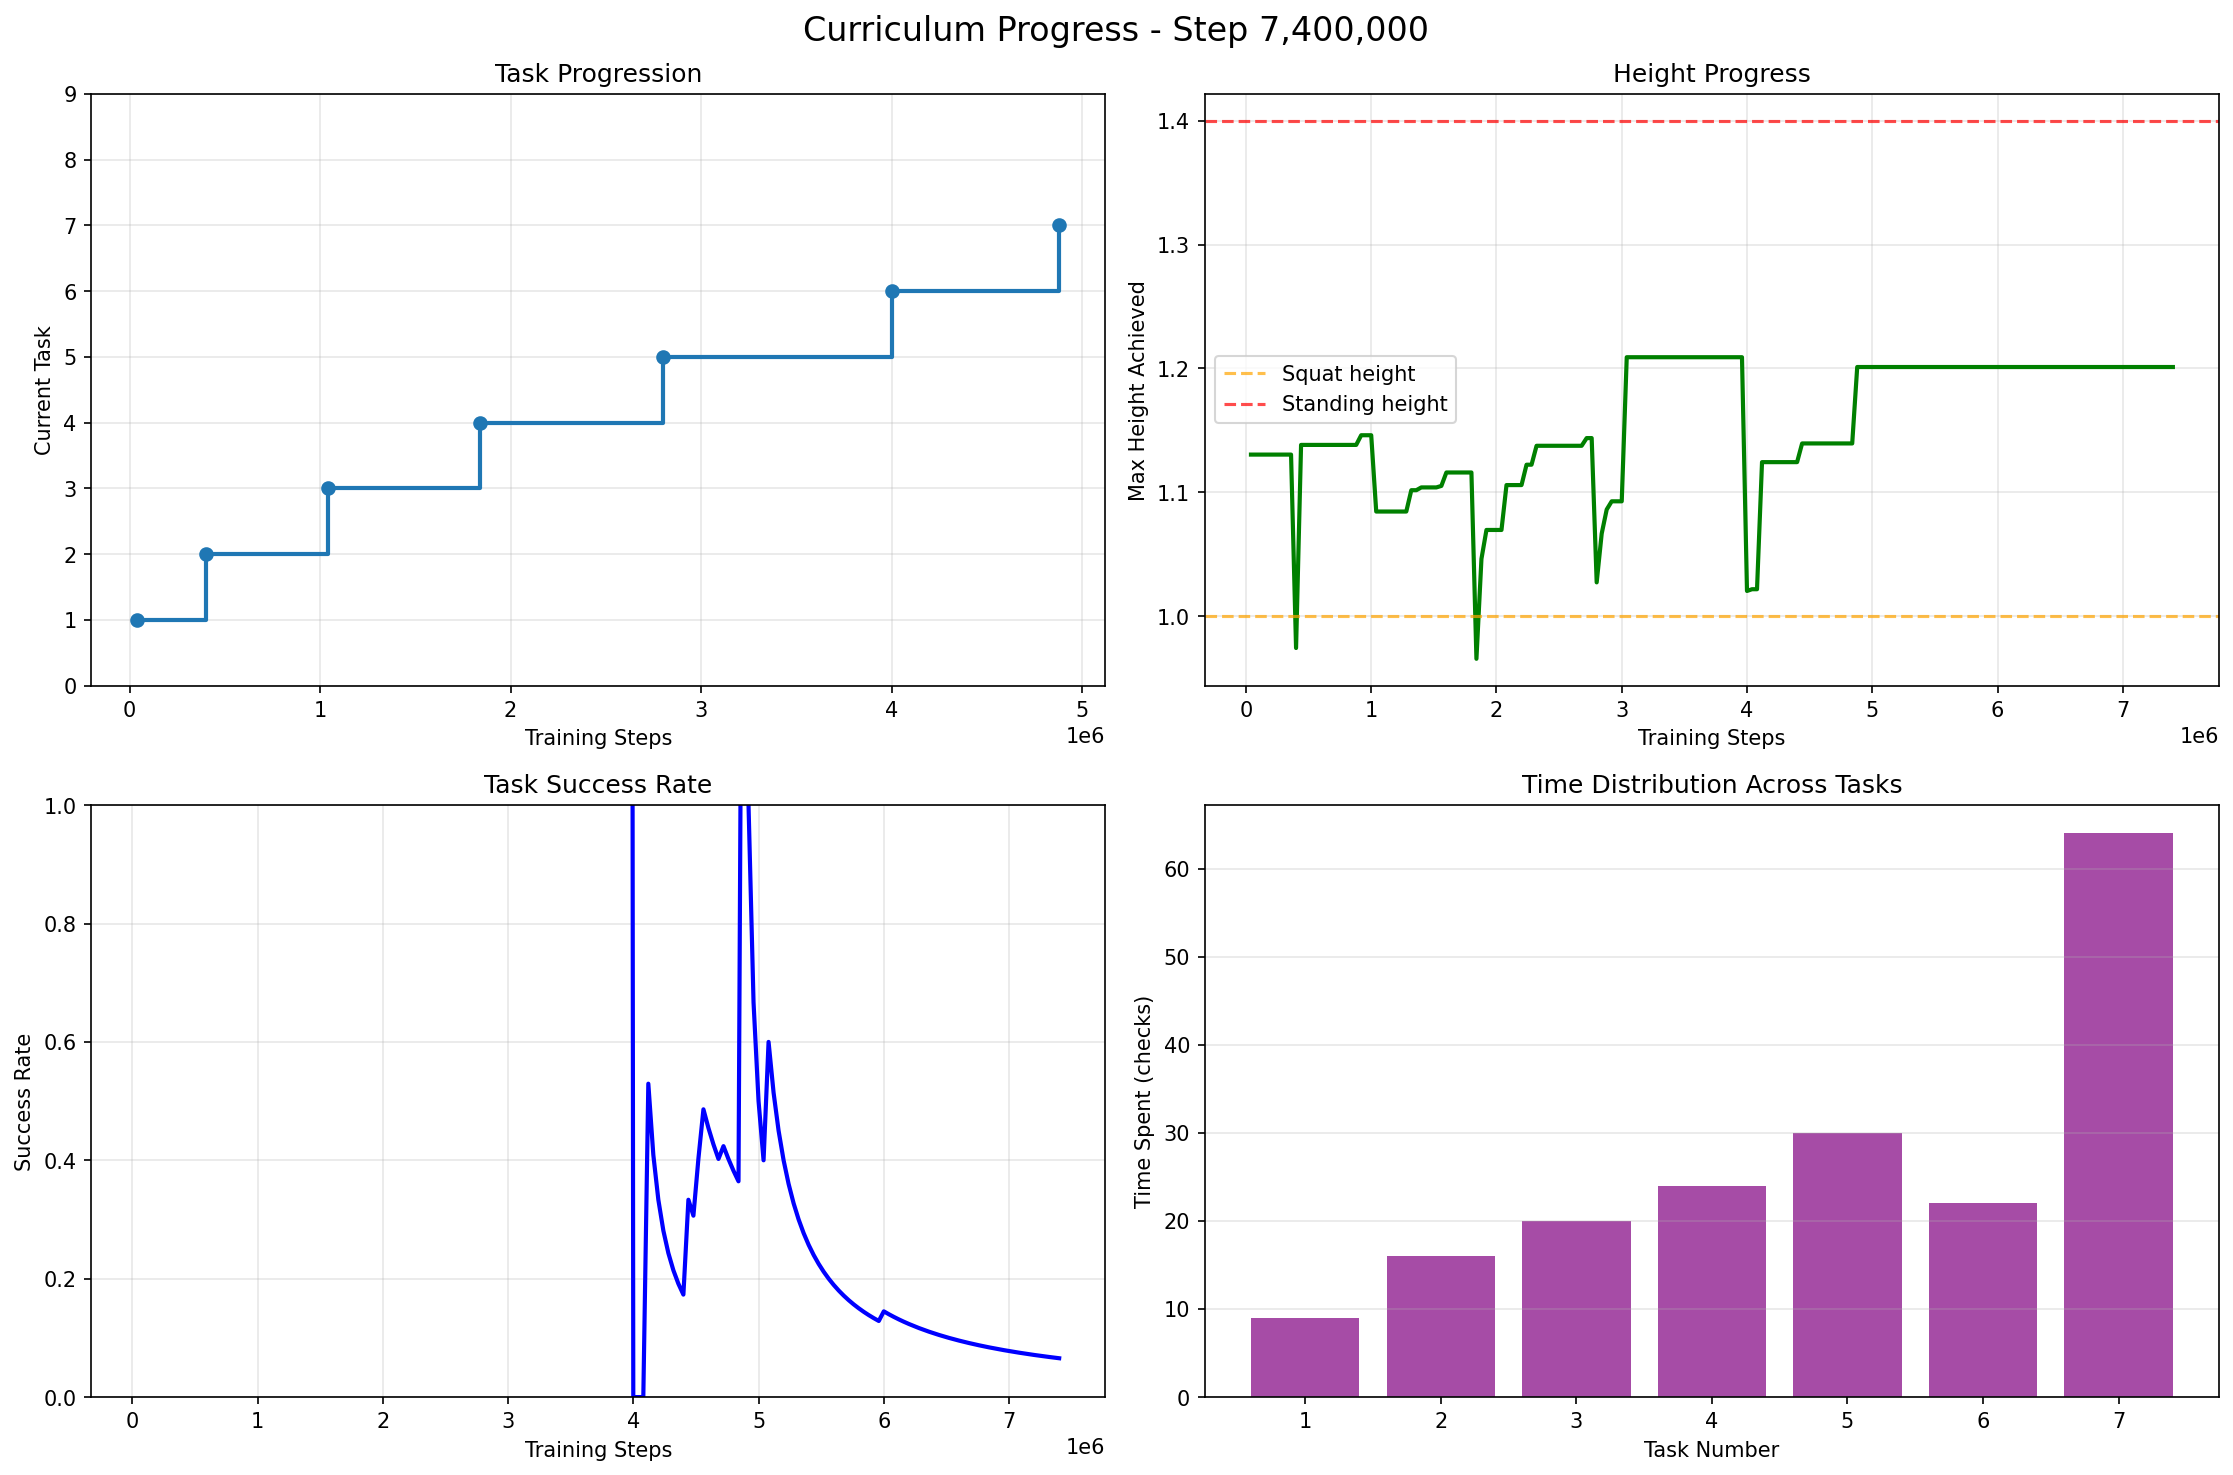 Curriculum Progress - Step 7,400,000
Task Progression
9
8
7
6
5
4
3
2
1
0
Current Task
0 1 2 3 4 5
1e6
Training Steps
Height Progress
1.4
1.3
1.2
1.1
1.0
Max Height Achieved
Squat height
Standing height
0 1 2 3 4 5 6 7
1e6
Training Steps
Task Success Rate
1.0
0.8
0.6
0.4
0.2
0.0
Success Rate
0 1 2 3 4 5 6 7
1e6
Training Steps
Time Distribution Across Tasks
60
50
40
30
20
10
0
Time Spent (checks)
1 2 3 4 5 6 7
Task Number